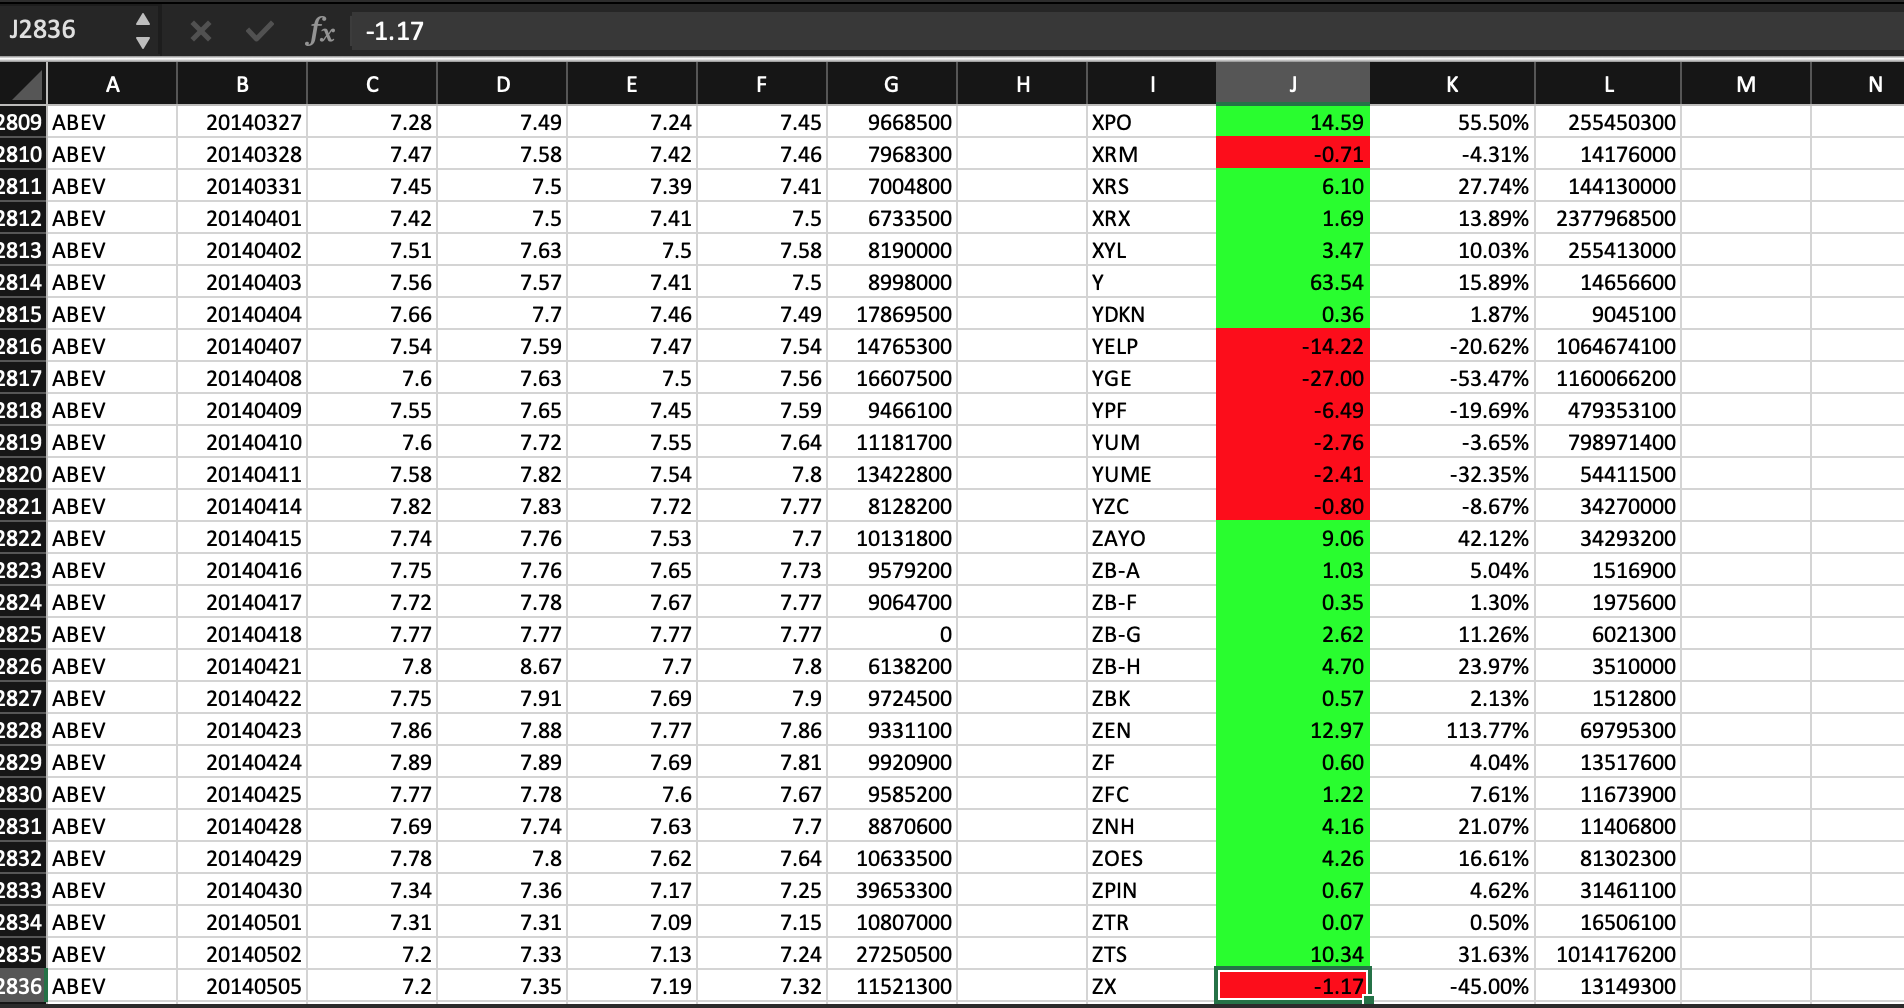 J2836 fx -1.17
A B C D E F G H I J K L M N
2809 ABEV 20140327 7.28 7.49 7.24 7.45 9668500 XPO 14.59 55.50% 255450300
2810 ABEV 20140328 7.47 7.58 7.42 7.46 7968300 XRM -0.71 -4.31% 14176000
2811 ABEV 20140331 7.45 7.5 7.39 7.41 7004800 XRS 6.10 27.74% 144130000
2812 ABEV 20140401 7.42 7.5 7.41 7.5 6733500 XRX 1.69 13.89% 2377968500
2813 ABEV 20140402 7.51 7.63 7.5 7.58 8190000 XYL 3.47 10.03% 255413000
2814 ABEV 20140403 7.56 7.57 7.41 7.5 8998000 Y 63.54 15.89% 14656600
2815 ABEV 20140404 7.66 7.7 7.46 7.49 17869500 YDKN 0.36 1.87% 9045100
2816 ABEV 20140407 7.54 7.59 7.47 7.54 14765300 YELP -14.22 -20.62% 1064674100
2817 ABEV 20140408 7.6 7.63 7.5 7.56 16607500 YGE -27.00 -53.47% 1160066200
2818 ABEV 20140409 7.55 7.65 7.45 7.59 9466100 YPF -6.49 -19.69% 479353100
2819 ABEV 20140410 7.6 7.72 7.55 7.64 11181700 YUM -2.76 -3.65% 798971400
2820 ABEV 20140411 7.58 7.82 7.54 7.8 13422800 YUME -2.41 -32.35% 54411500
2821 ABEV 20140414 7.82 7.83 7.72 7.77 8128200 YZC -0.80 -8.67% 34270000
2822 ABEV 20140415 7.74 7.76 7.53 7.7 10131800 ZAYO 9.06 42.12% 34293200
2823 ABEV 20140416 7.75 7.76 7.65 7.73 9579200 ZB-A 1.03 5.04% 1516900
2824 ABEV 20140417 7.72 7.78 7.67 7.77 9064700 ZB-F 0.35 1.30% 1975600
2825 ABEV 20140418 7.77 7.77 7.77 7.77 0 ZB-G 2.62 11.26% 6021300
2826 ABEV 20140421 7.8 8.67 7.7 7.8 6138200 ZB-H 4.70 23.97% 3510000
2827 ABEV 20140422 7.75 7.91 7.69 7.9 9724500 ZBK 0.57 2.13% 1512800
2828 ABEV 20140423 7.86 7.88 7.77 7.86 9331100 ZEN 12.97 113.77% 69795300
2829 ABEV 20140424 7.89 7.89 7.69 7.81 9920900 ZF 0.60 4.04% 13517600
2830 ABEV 20140425 7.77 7.78 7.6 7.67 9585200 ZFC 1.22 7.61% 11673900
2831 ABEV 20140428 7.69 7.74 7.63 7.7 8870600 ZNH 4.16 21.07% 11406800
2832 ABEV 20140429 7.78 7.8 7.62 7.64 10633500 ZOES 4.26 16.61% 81302300
2833 ABEV 20140430 7.34 7.36 7.17 7.25 39653300 ZPIN 0.67 4.62% 31461100
2834 ABEV 20140501 7.31 7.31 7.09 7.15 10807000 ZTR 0.07 0.50% 16506100
2835 ABEV 20140502 7.2 7.33 7.13 7.24 27250500 ZTS 10.34 31.63% 1014176200
2836 ABEV 20140505 7.2 7.35 7.19 7.32 11521300 ZX -1.17 -45.00% 13149300